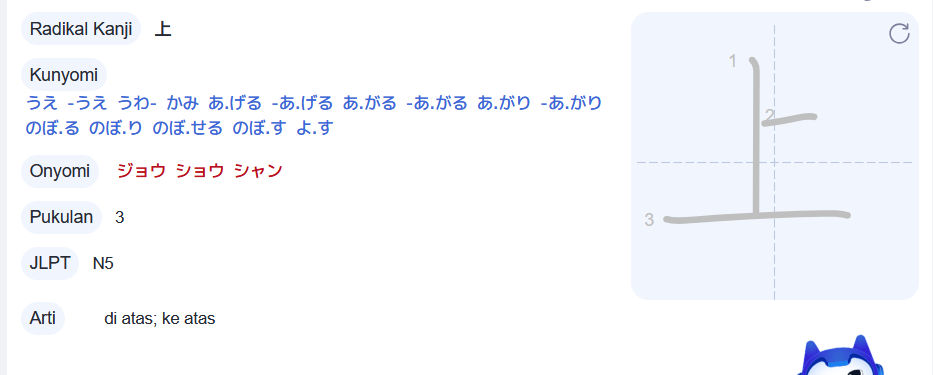 Radikal Kanji 上
Kunyomi
うえ -うえ うわ- かみ あ.げる -あ.げる あ.がる -あ.がる あ.がり -あ.がり
のぼ.る のぼ.り のぼ.せる のぼ.す よ.す
Onyomi ジョウ ショウ シャン
Pukulan 3
JLPT N5
Arti di atas; ke atas
1
2
3